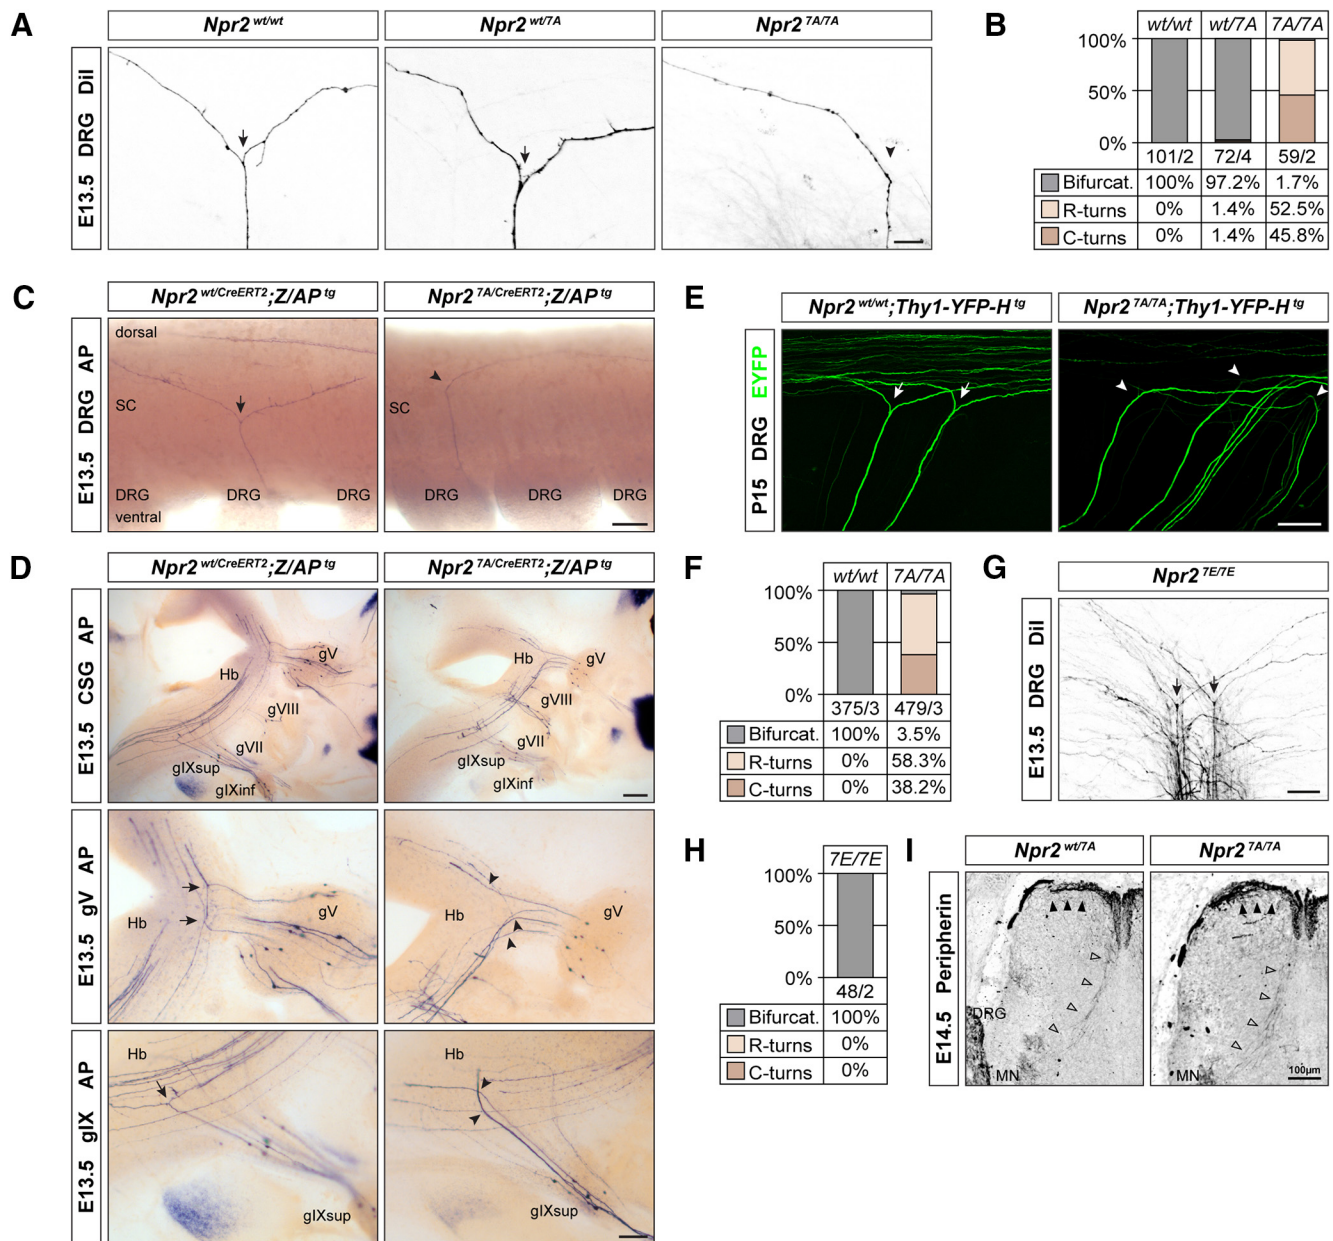 A
Npr2 wt/wt
Npr2 wt/7A
Npr2 7A/7A
E13.5 DRG DiI
B
wt/wt wt/7A 7A/7A
100%
50%
0%
101/2 72/4 59/2
Bifurcat. 100% 97.2% 1.7%
R-turns 0% 1.4% 52.5%
C-turns 0% 1.4% 45.8%
C
Npr2 wt/CreERT2;Z/AP tg
Npr2 7A/CreERT2;Z/AP tg
E13.5 DRG AP
dorsal
SC
DRG DRG DRG
ventral
SC
DRG DRG DRG
E
Npr2 wt/wt;Thy1-YFP-H tg
Npr2 7A/7A;Thy1-YFP-H tg
P15 DRG EYFP
D
Npr2 wt/CreERT2;Z/AP tg
Npr2 7A/CreERT2;Z/AP tg
E13.5 CSG AP
Hb
gV
gVIII
gVII
gIXsup
gIXinf
Hb
gV
gVIII
gVII
gIXsup
gIXinf
E13.5 gV AP
Hb
gV
Hb
gV
E13.5 gIX AP
Hb
gIXsup
Hb
gIXsup
F
wt/wt 7A/7A
100%
50%
0%
375/3 479/3
Bifurcat. 100% 3.5%
R-turns 0% 58.3%
C-turns 0% 38.2%
G
Npr2 7E/7E
E13.5 DRG DiI
H
7E/7E
100%
50%
0%
48/2
Bifurcat. 100%
R-turns 0%
C-turns 0%
I
Npr2 wt/7A
Npr2 7A/7A
E14.5 Peripherin
DRG
MN
MN
100µm